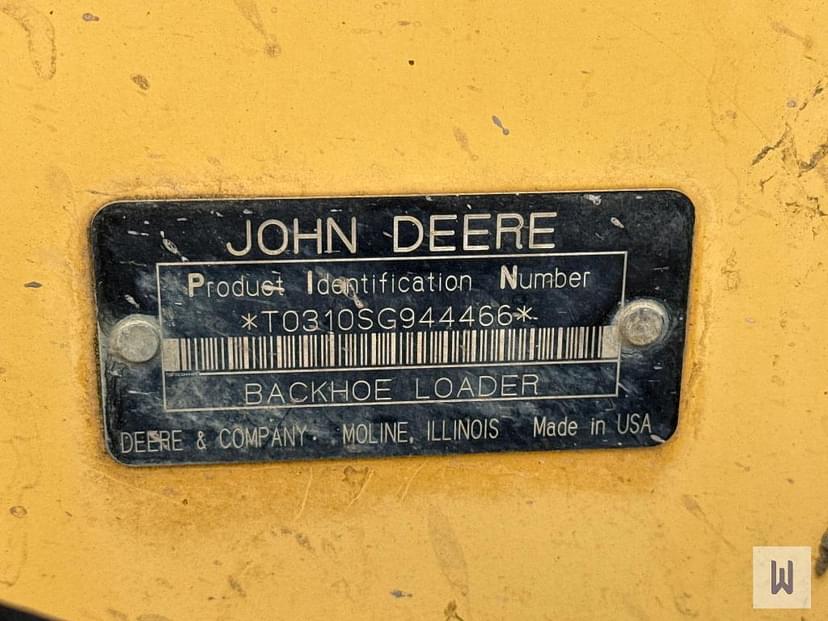 JOHN DEERE
Product Identification Number
*T0310SG944466*
BACKHOE LOADER
DEERE & COMPANY MOLINE, ILLINOIS Made in USA
W